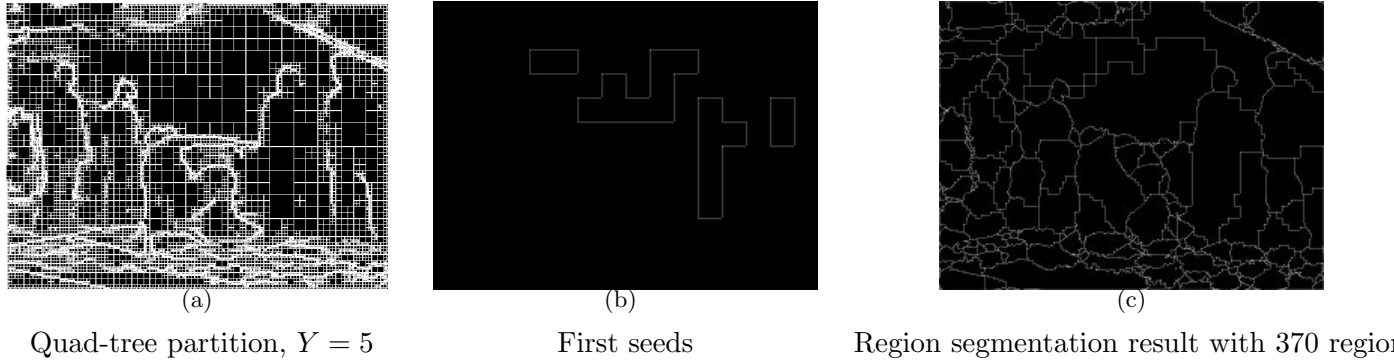 (a)
(b)
(c)
Quad-tree partition, Y = 5
First seeds
Region segmentation result with 370 region